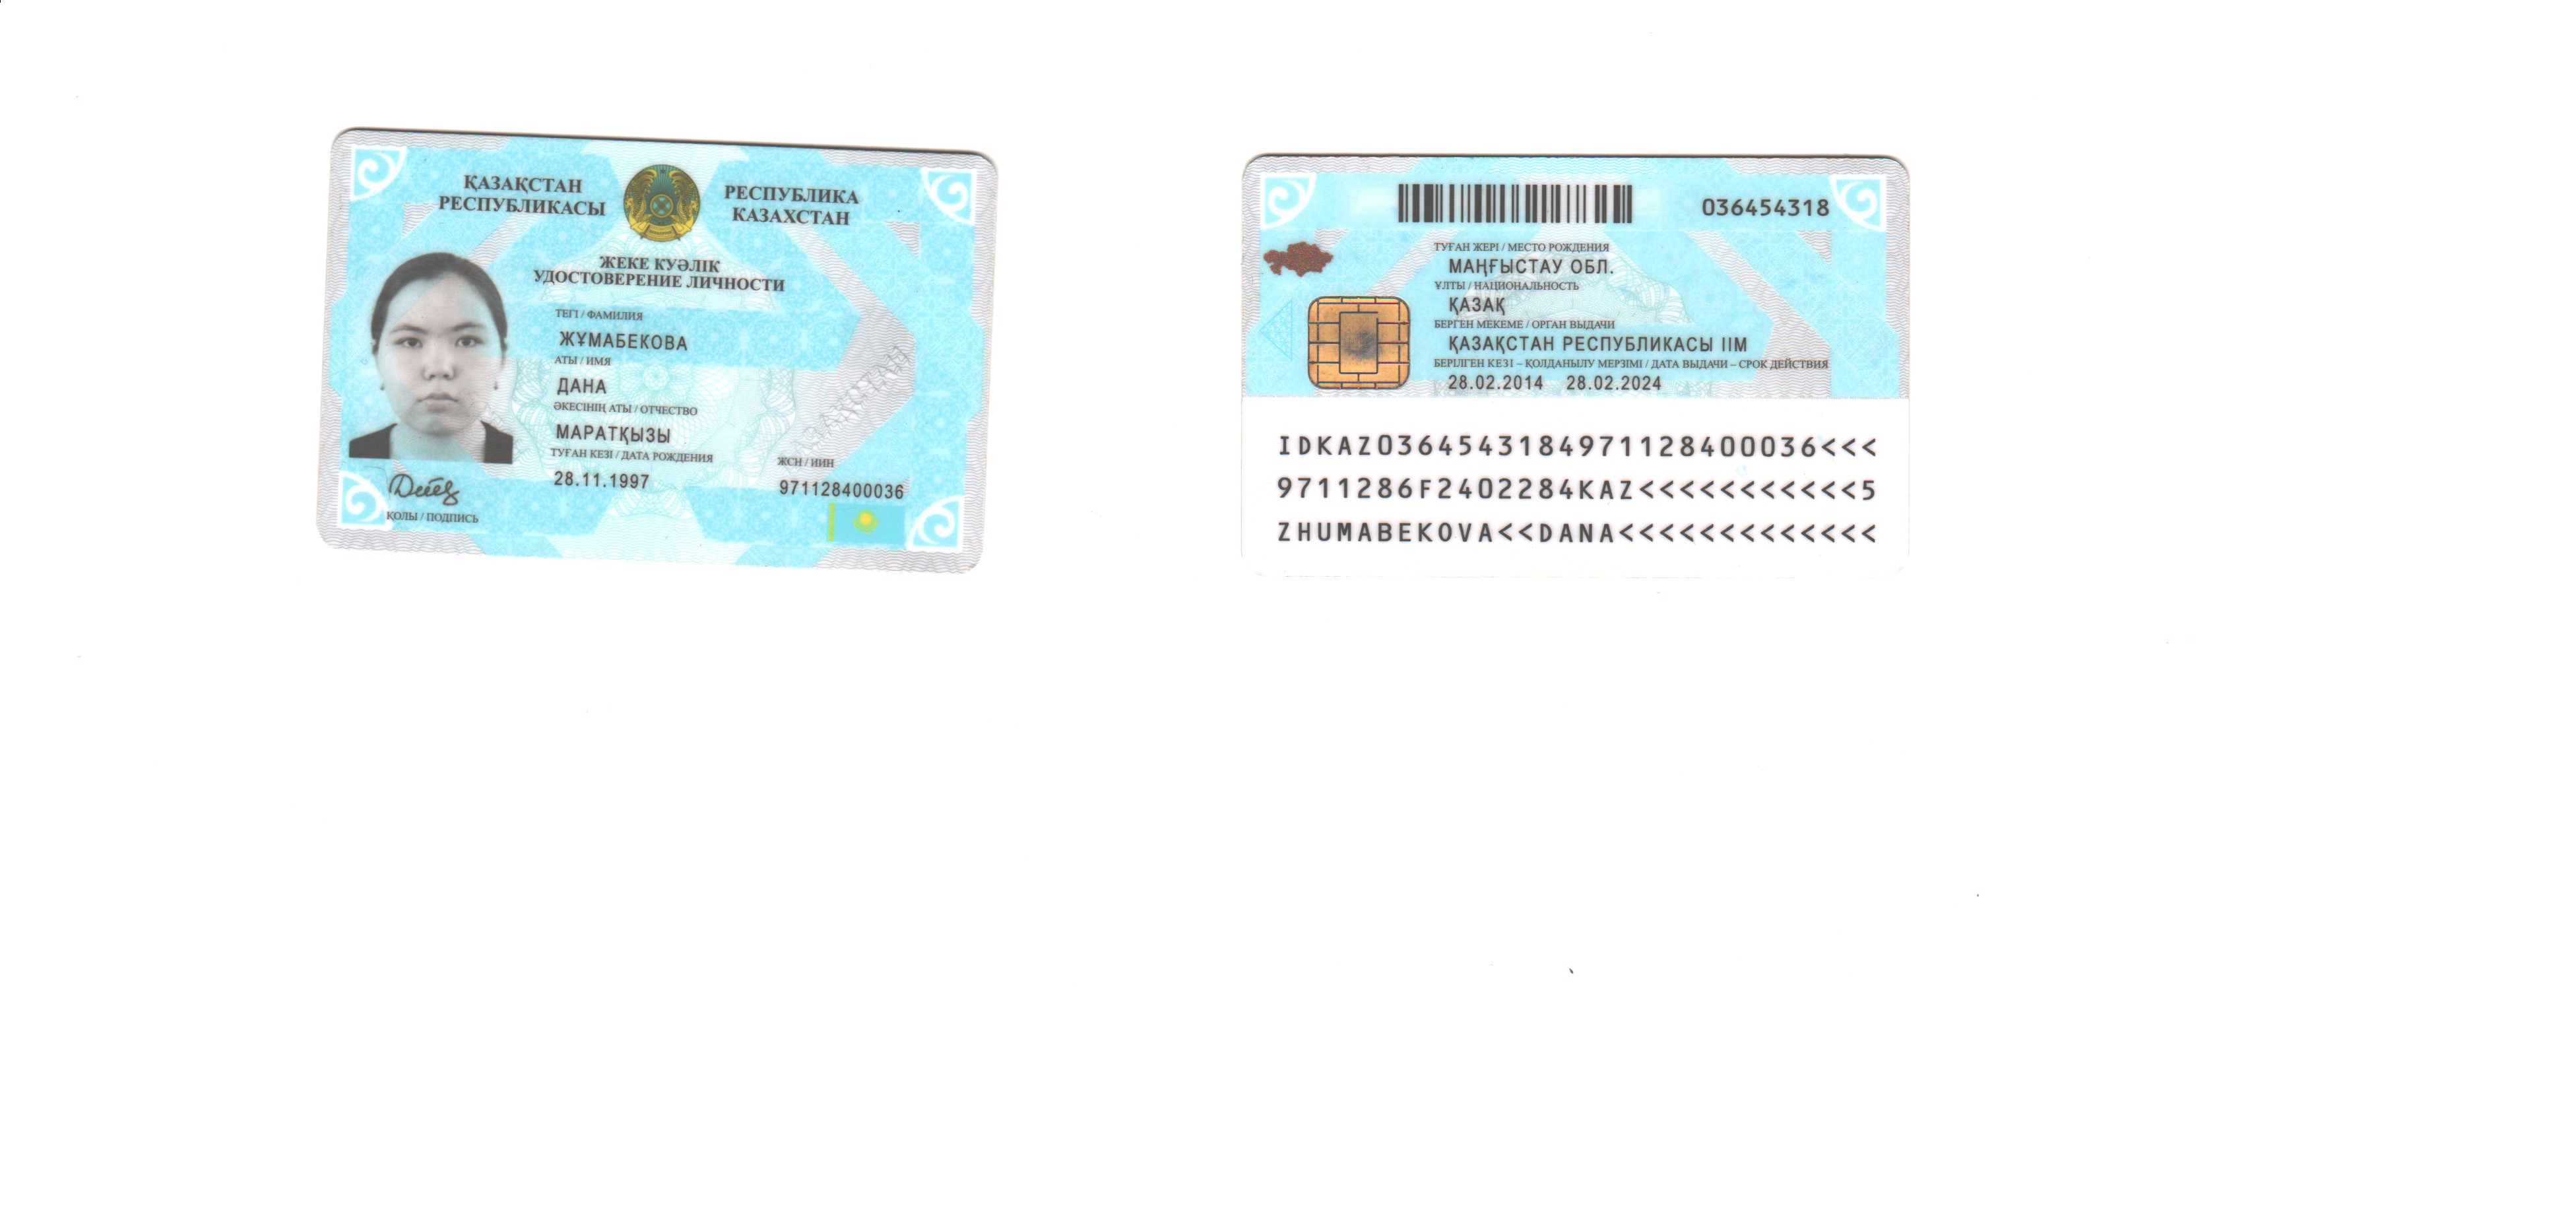 ҚАЗАҚСТАН
РЕСПУБЛИКАСЫ
РЕСПУБЛИКА
КАЗАХСТАН
ЖЕКЕ КУӘЛІК
УДОСТОВЕРЕНИЕ ЛИЧНОСТИ
ТЕГІ / ФАМИЛИЯ
ЖҰМАБЕКОВА
АТЫ / ИМЯ
ДАНА
ӘКЕСІНІҢ АТЫ / ОТЧЕСТВО
МАРАТҚЫЗЫ
ТУҒАН КЕЗІ / ДАТА РОЖДЕНИЯ
28.11.1997
ЖСН / ИИН
971128400036
ҚОЛЫ / ПОДПИСЬ
ҚАЗАҚСТАН
036454318
ТУҒАН ЖЕРІ / МЕСТО РОЖДЕНИЯ
МАҢҒЫСТАУ ОБЛ.
ҰЛТЫ / НАЦИОНАЛЬНОСТЬ
ҚАЗАҚ
БЕРГЕН МЕКЕМЕ / ОРГАН ВЫДАЧИ
ҚАЗАҚСТАН РЕСПУБЛИКАСЫ ІІМ
БЕРІЛГЕН КЕЗІ – ҚОЛДАНЫЛУ МЕРЗІМІ / ДАТА ВЫДАЧИ – СРОК ДЕЙСТВИЯ
28.02.2014 28.02.2024
IDKAZ0364543184971128400036<<<
9711286F2402284KAZ<<<<<<<<<<<5
ZHUMABEKOVA<<DANA<<<<<<<<<<<<<